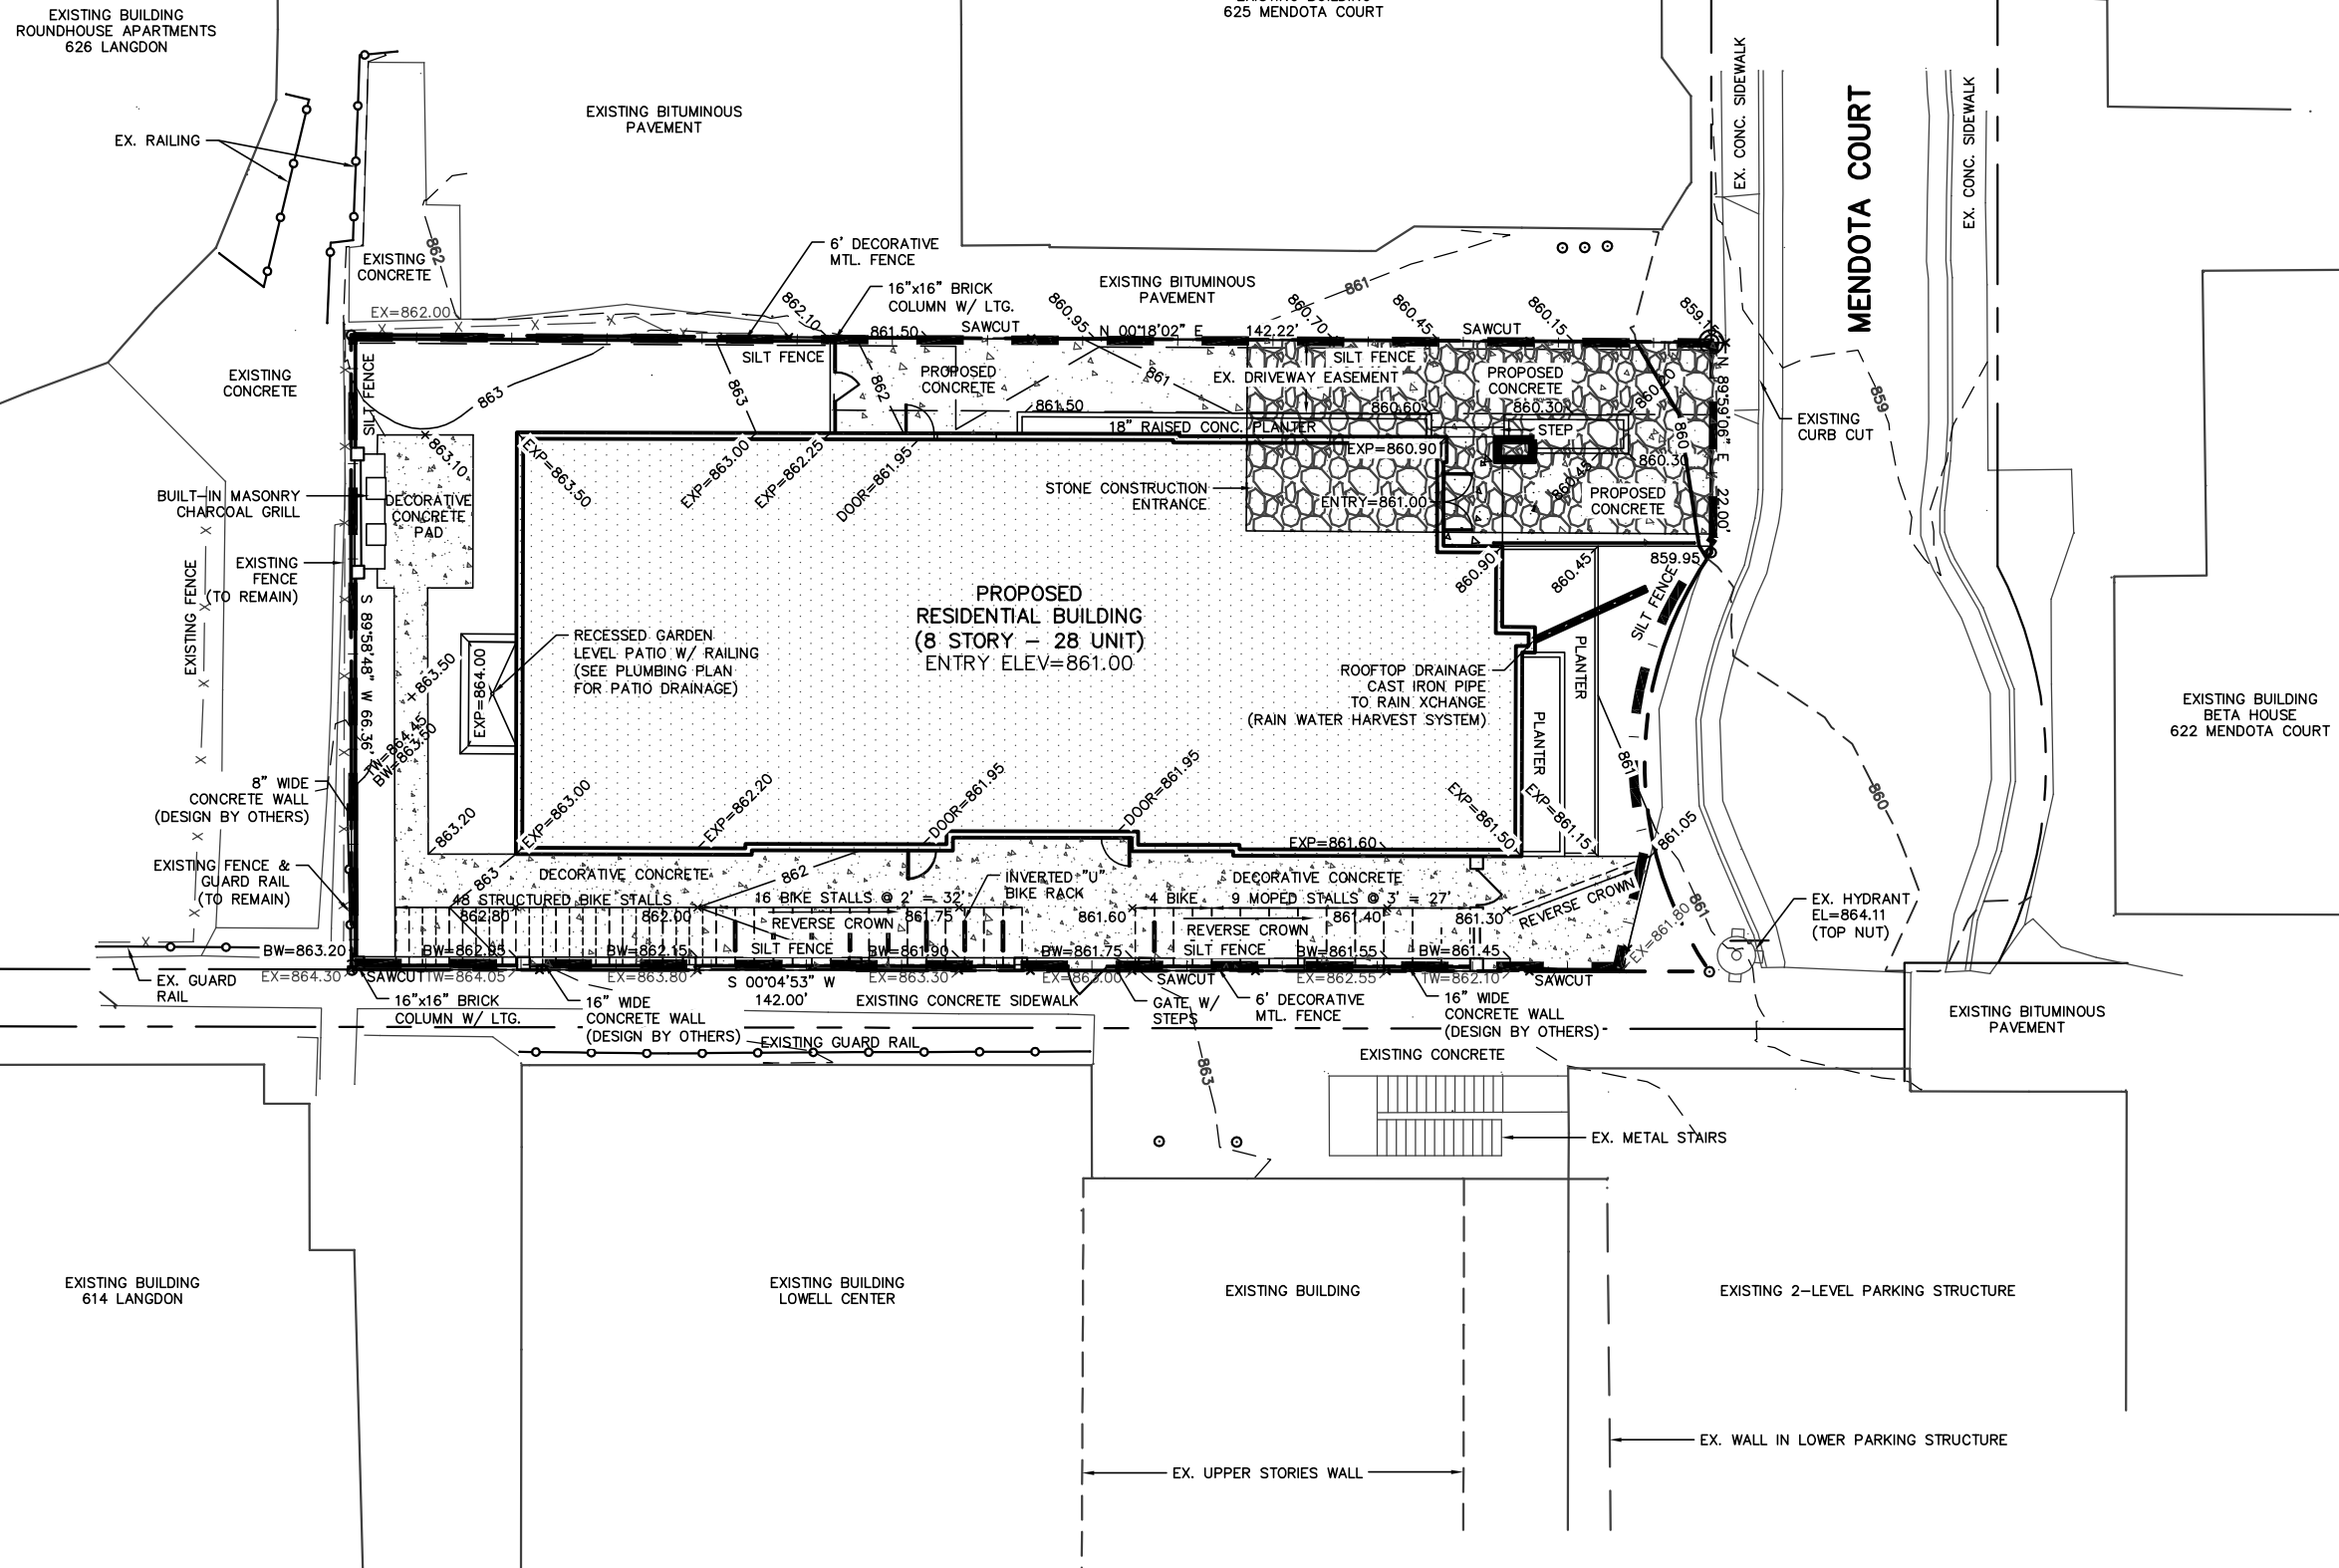 EXISTING BUILDING
ROUNDHOUSE APARTMENTS
626 LANGDON
625 MENDOTA COURT
EX. CONC. SIDEWALK
MENDOTA COURT
EX. CONC. SIDEWALK
EX. RAILING
EXISTING BITUMINOUS
PAVEMENT
862
EXISTING
CONCRETE
EX=862.00
6' DECORATIVE
MTL. FENCE
862.10
16"x16" BRICK
COLUMN W/ LTG.
861.50
SAWCUT
860.95
EXISTING BITUMINOUS
PAVEMENT
N 00°18'02" E
142.22'
861
860.70
860.45
SAWCUT
860.15
859.15
SILT FENCE
SILT FENCE
SILT FENCE
EXISTING
CONCRETE
863
863
862
PROPOSED
CONCRETE
861
EX. DRIVEWAY EASEMENT
PROPOSED
CONCRETE
N 89°59'06" E
22.00'
859
861.50
860.60
860.30
18" RAISED CONC. PLANTER
STEP
860
EXISTING
CURB CUT
863.10
EXP=863.50
EXP=863.00
EXP=862.25
DOOR=861.95
EXP=860.90
860.30
860.45
BUILT-IN MASONRY
CHARCOAL GRILL
DECORATIVE
CONCRETE
PAD
STONE CONSTRUCTION
ENTRANCE
ENTRY=861.00
PROPOSED
CONCRETE
EXISTING
FENCE
(TO REMAIN)
EXISTING FENCE
S 89°58'48" W 66.36'
860.90
860.45
859.95
SILT FENCE
PROPOSED
RESIDENTIAL BUILDING
(8 STORY - 28 UNIT)
ENTRY ELEV=861.00
RECESSED GARDEN
LEVEL PATIO W/ RAILING
(SEE PLUMBING PLAN
FOR PATIO DRAINAGE)
EXP=864.00
863.50
TW=864.45
BW=863.50
ROOFTOP DRAINAGE
CAST IRON PIPE
TO RAIN XCHANGE
(RAIN WATER HARVEST SYSTEM)
PLANTER
PLANTER
861
860
EXISTING BUILDING
BETA HOUSE
622 MENDOTA COURT
8" WIDE
CONCRETE WALL
(DESIGN BY OTHERS)
863.20
EXP=863.00
EXP=862.20
DOOR=861.95
DOOR=861.95
EXP=861.60
EXP=861.50
EXP=861.15
861.05
EXISTING FENCE &
GUARD RAIL
(TO REMAIN)
863
DECORATIVE CONCRETE
862
INVERTED "U"
BIKE RACK
DECORATIVE CONCRETE
48 STRUCTURED BIKE STALLS
16 BIKE STALLS @ 2' = 32'
4 BIKE
9 MOPED STALLS @ 3' = 27'
862.80
862.00
REVERSE CROWN
861.75
861.60
REVERSE CROWN
861.40
861.30
REVERSE CROWN
861
EX=861.80
EX. HYDRANT
EL=864.11
(TOP NUT)
BW=863.20
BW=862.95
BW=862.15
SILT FENCE
BW=861.90
BW=861.75
SILT FENCE
BW=861.55
BW=861.45
EX=864.30
SAWCUT
TW=864.05
EX=863.80
S 00°04'53" W
142.00'
EX=863.30
EX=863.00
SAWCUT
EX=862.55
TW=862.10
SAWCUT
EX. GUARD
RAIL
16"x16" BRICK
COLUMN W/ LTG.
16" WIDE
CONCRETE WALL
(DESIGN BY OTHERS)
EXISTING CONCRETE SIDEWALK
GATE W/
STEPS
6' DECORATIVE
MTL. FENCE
16" WIDE
CONCRETE WALL
(DESIGN BY OTHERS)
EXISTING BITUMINOUS
PAVEMENT
EXISTING GUARD RAIL
EXISTING CONCRETE
863
EX. METAL STAIRS
EXISTING BUILDING
614 LANGDON
EXISTING BUILDING
LOWELL CENTER
EXISTING BUILDING
EXISTING 2-LEVEL PARKING STRUCTURE
EX. WALL IN LOWER PARKING STRUCTURE
EX. UPPER STORIES WALL